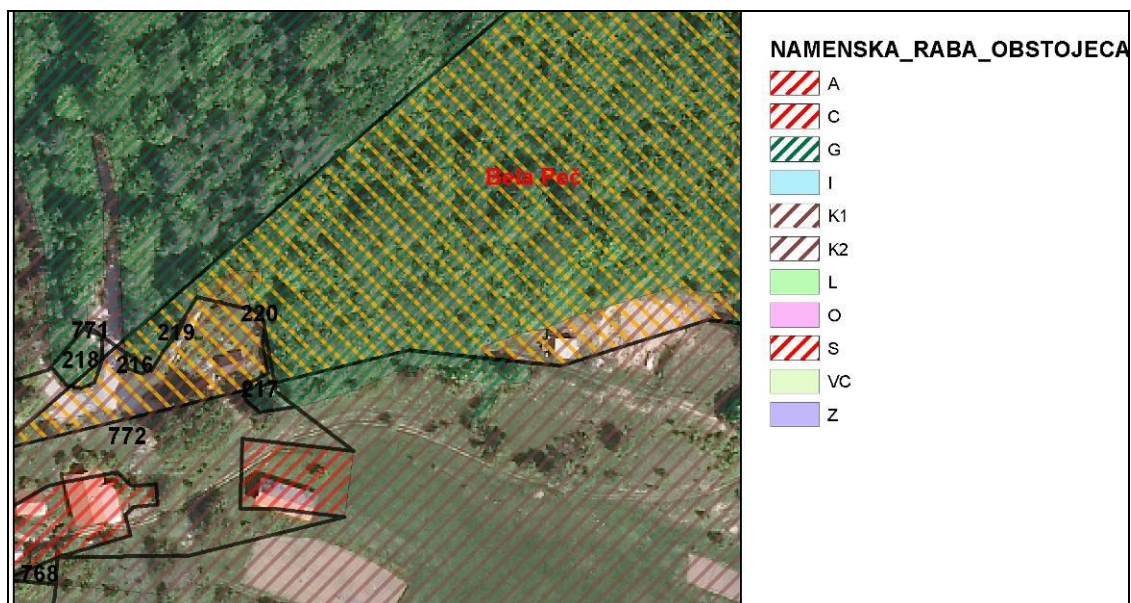 NAMENSKA_RABA_OBSTOJECA
A
C
G
I
K1
K2
L
O
S
VC
Z
Bela Peč
220
771
219
218
216
217
772
768